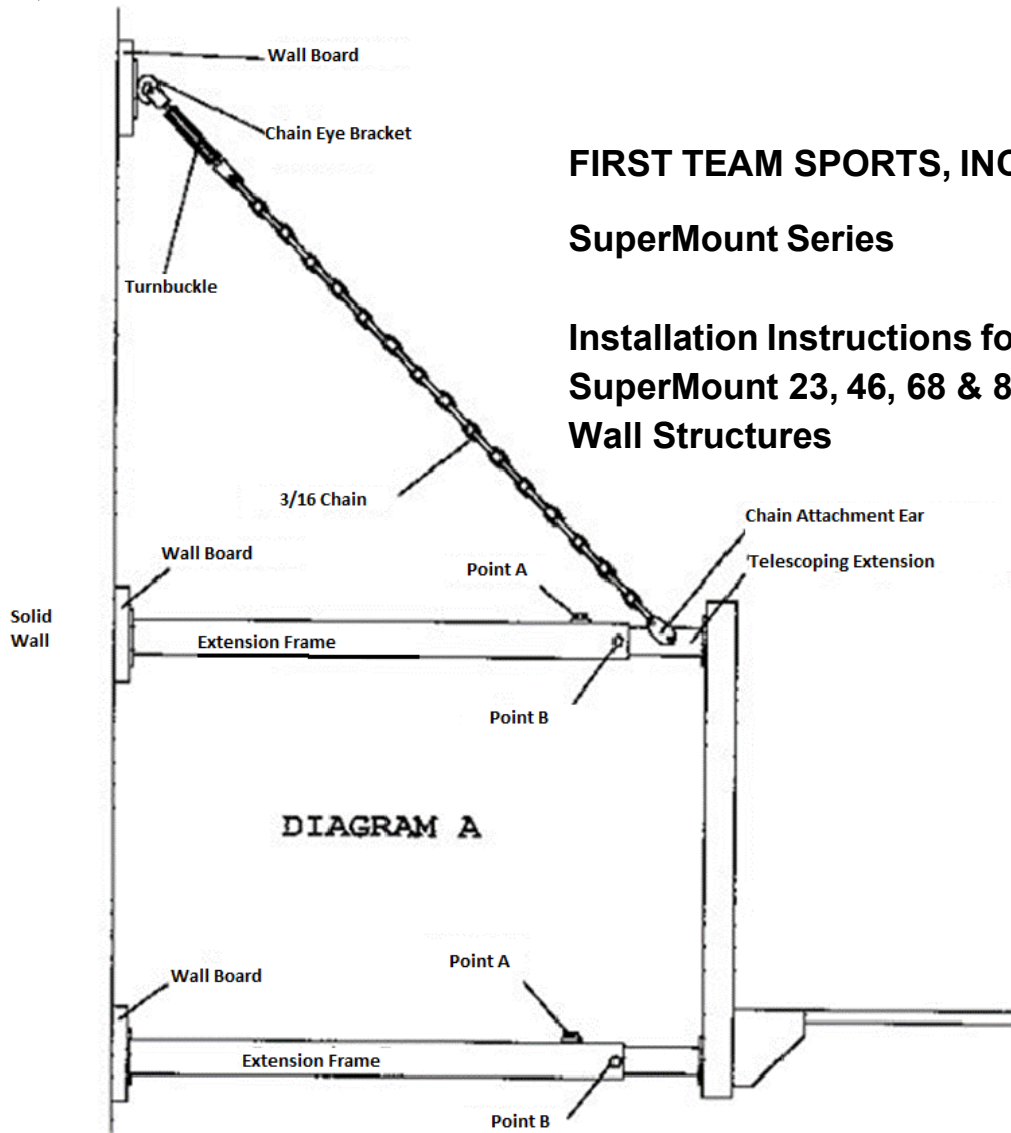 Wall Board
Chain Eye Bracket
FIRST TEAM SPORTS, INC
SuperMount Series
Turnbuckle
Installation Instructions fo
SuperMount 23, 46, 68 & 8
Wall Structures
3/16 Chain
Chain Attachment Ear
Wall Board
Point A
Telescoping Extension
Solid
Wall
Extension Frame
Point B
DIAGRAM A
Wall Board
Point A
Extension Frame
Point B